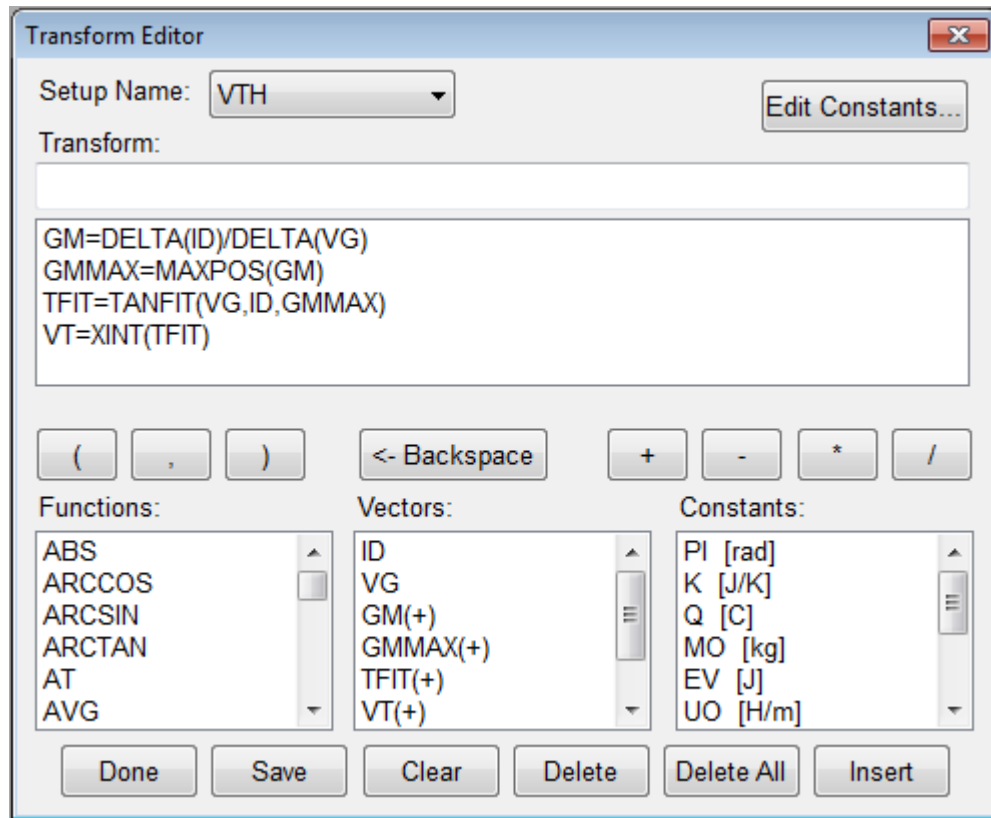 Transform Editor
Setup Name: VTH Edit Constants...
Transform:
GM=DELTA(ID)/DELTA(VG)
GMMAX=MAXPOS(GM)
TFIT=TANFIT(VG,ID,GMMAX)
VT=XINT(TFIT)
( , ) <- Backspace + - * /
Functions: Vectors: Constants:
ABS ID PI [rad]
ARCCOS VG K [J/K]
ARCSIN GM(+) Q [C]
ARCTAN GMMAX(+) MO [kg]
AT TFIT(+) EV [J]
AVG VT(+) UO [H/m]
Done Save Clear Delete Delete All Insert